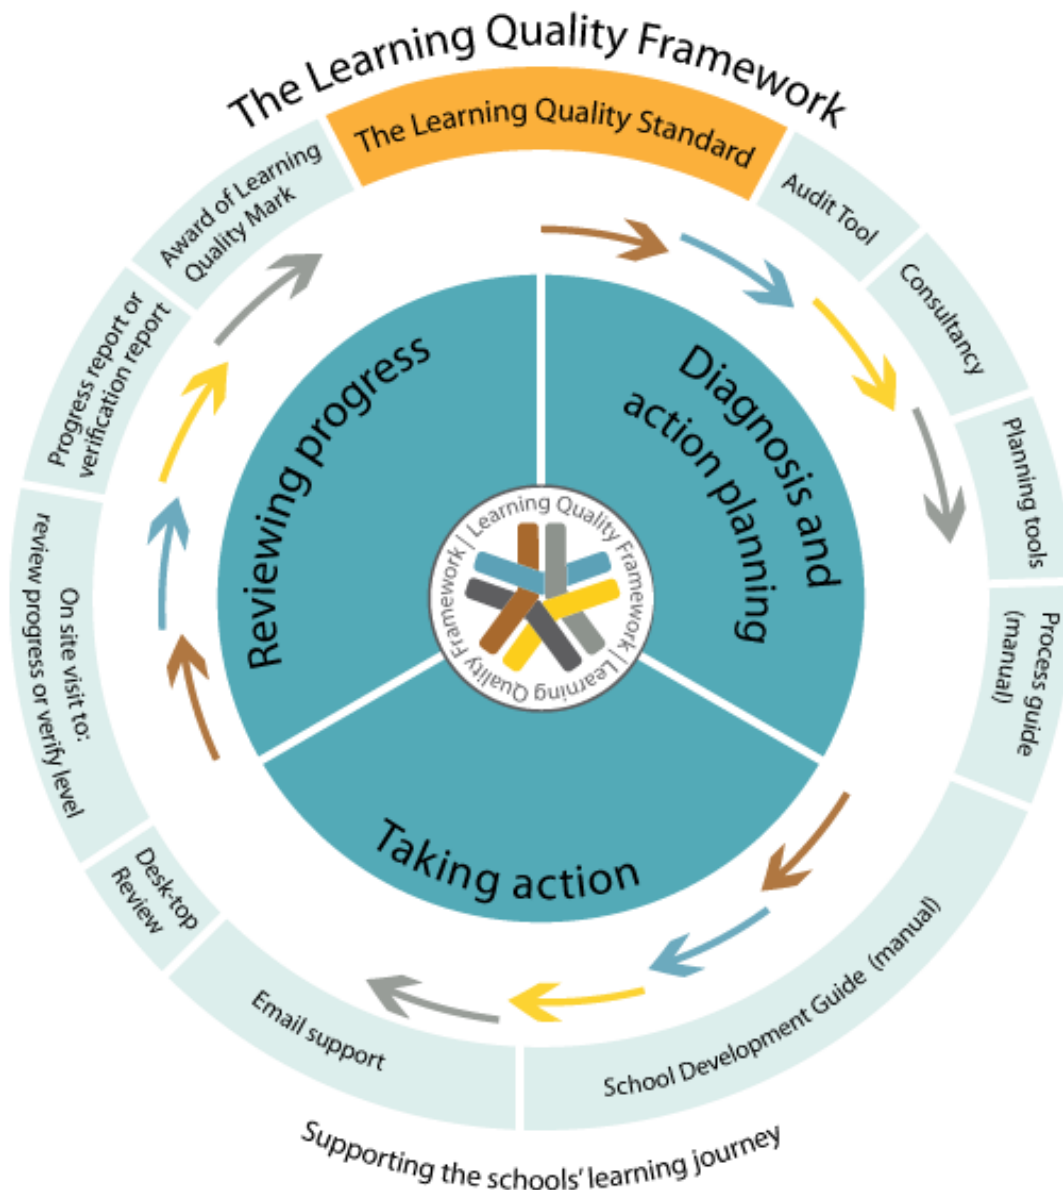 The Learning Quality Framework
The Learning Quality Standard
Audit Tool
Consultancy
Planning tools
Process guide
(manual)
School Development Guide (manual)
Email support
Desk-top
Review
On site visit to:
review progress or verify level
Progress report or
verification report
Award of Learning
Quality Mark
Diagnosis and
action planning
Taking action
Reviewing progress
Learning Quality Framework | Learning Quality Framework |
Supporting the schools' learning journey